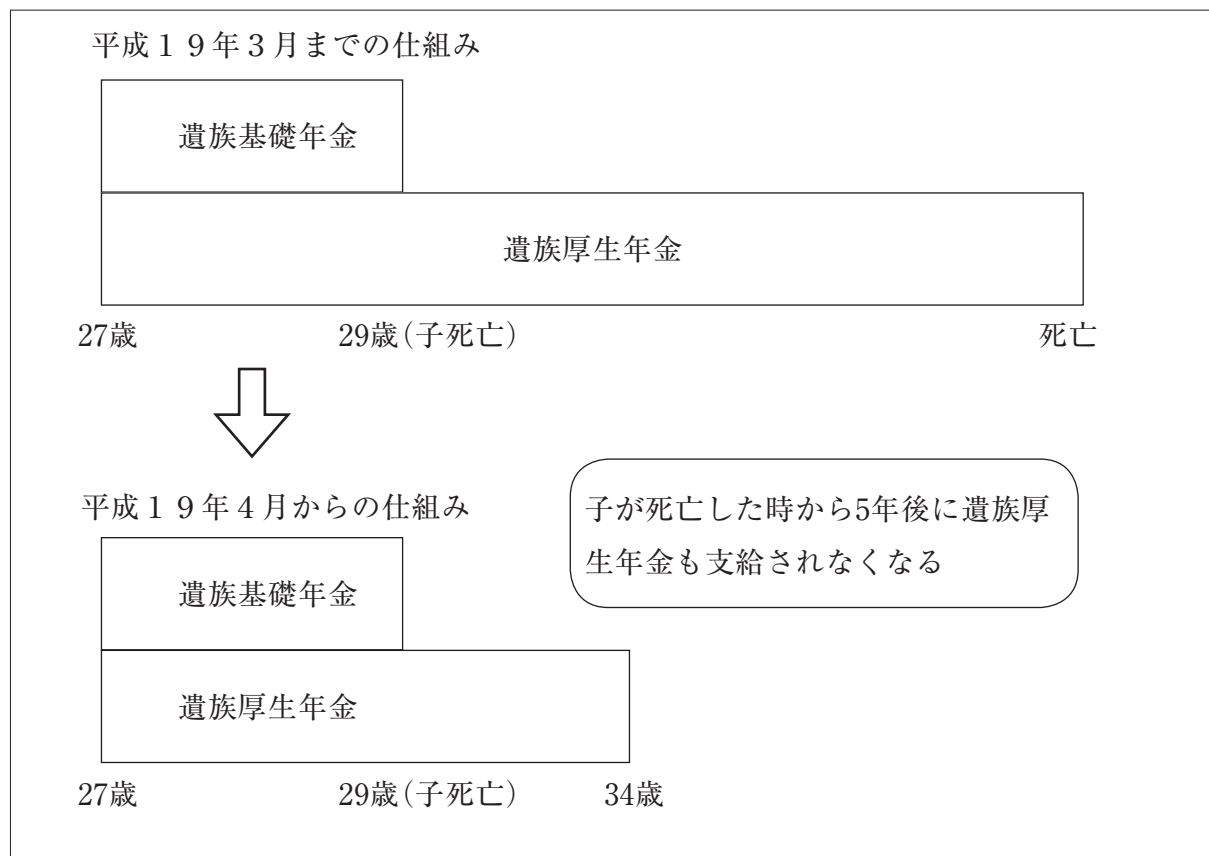 平成１９年３月までの仕組み
遺族基礎年金
遺族厚生年金
27歳 29歳(子死亡) 死亡
平成１９年４月からの仕組み
子が死亡した時から5年後に遺族厚
生年金も支給されなくなる
遺族基礎年金
遺族厚生年金
27歳 29歳(子死亡) 34歳